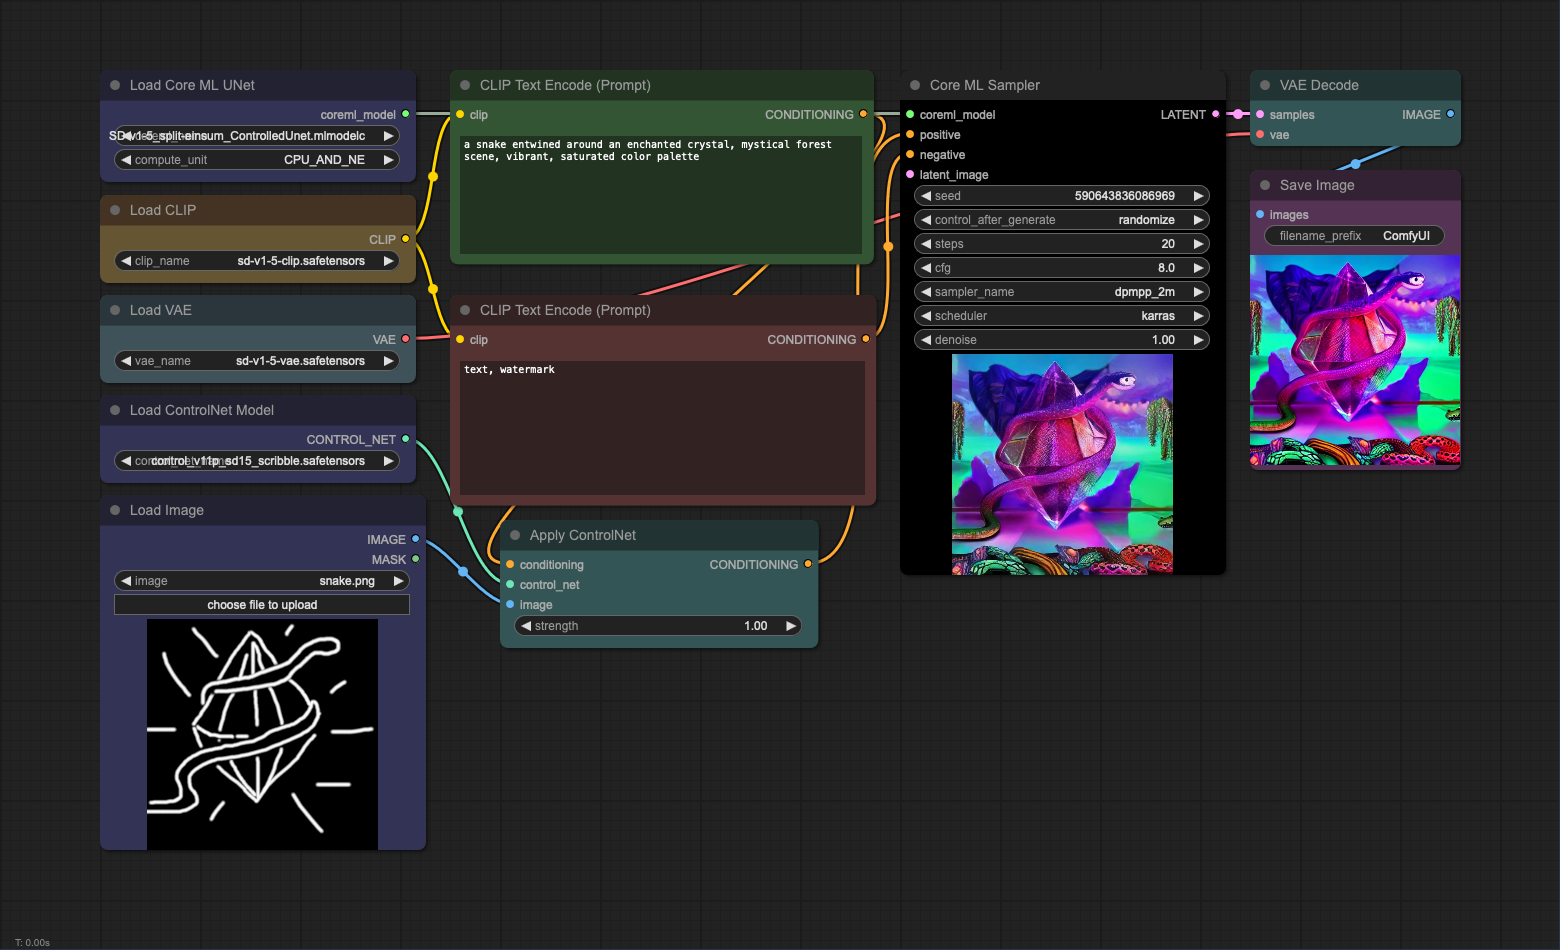 Load Core ML UNet
coreml_model
SD-v1-5_split-einsum_ControlledUnet.mlmodelc
compute_unit CPU_AND_NE
Load CLIP
CLIP
clip_name sd-v1-5-clip.safetensors
Load VAE
VAE
vae_name sd-v1-5-vae.safetensors
Load ControlNet Model
CONTROL_NET
control_v11p_sd15_scribble.safetensors
Load Image
IMAGE
MASK
image snake.png
choose file to upload
CLIP Text Encode (Prompt)
clip CONDITIONING
a snake entwined around an enchanted crystal, mystical forest
scene, vibrant, saturated color palette
CLIP Text Encode (Prompt)
clip CONDITIONING
text, watermark
Apply ControlNet
conditioning CONDITIONING
control_net
image
strength 1.00
Core ML Sampler
coreml_model LATENT
positive
negative
latent_image
seed 590643836086969
control_after_generate randomize
steps 20
cfg 8.0
sampler_name dpmpp_2m
scheduler karras
denoise 1.00
VAE Decode
samples IMAGE
vae
Save Image
images
filename_prefix ComfyUI
T: 0.00s